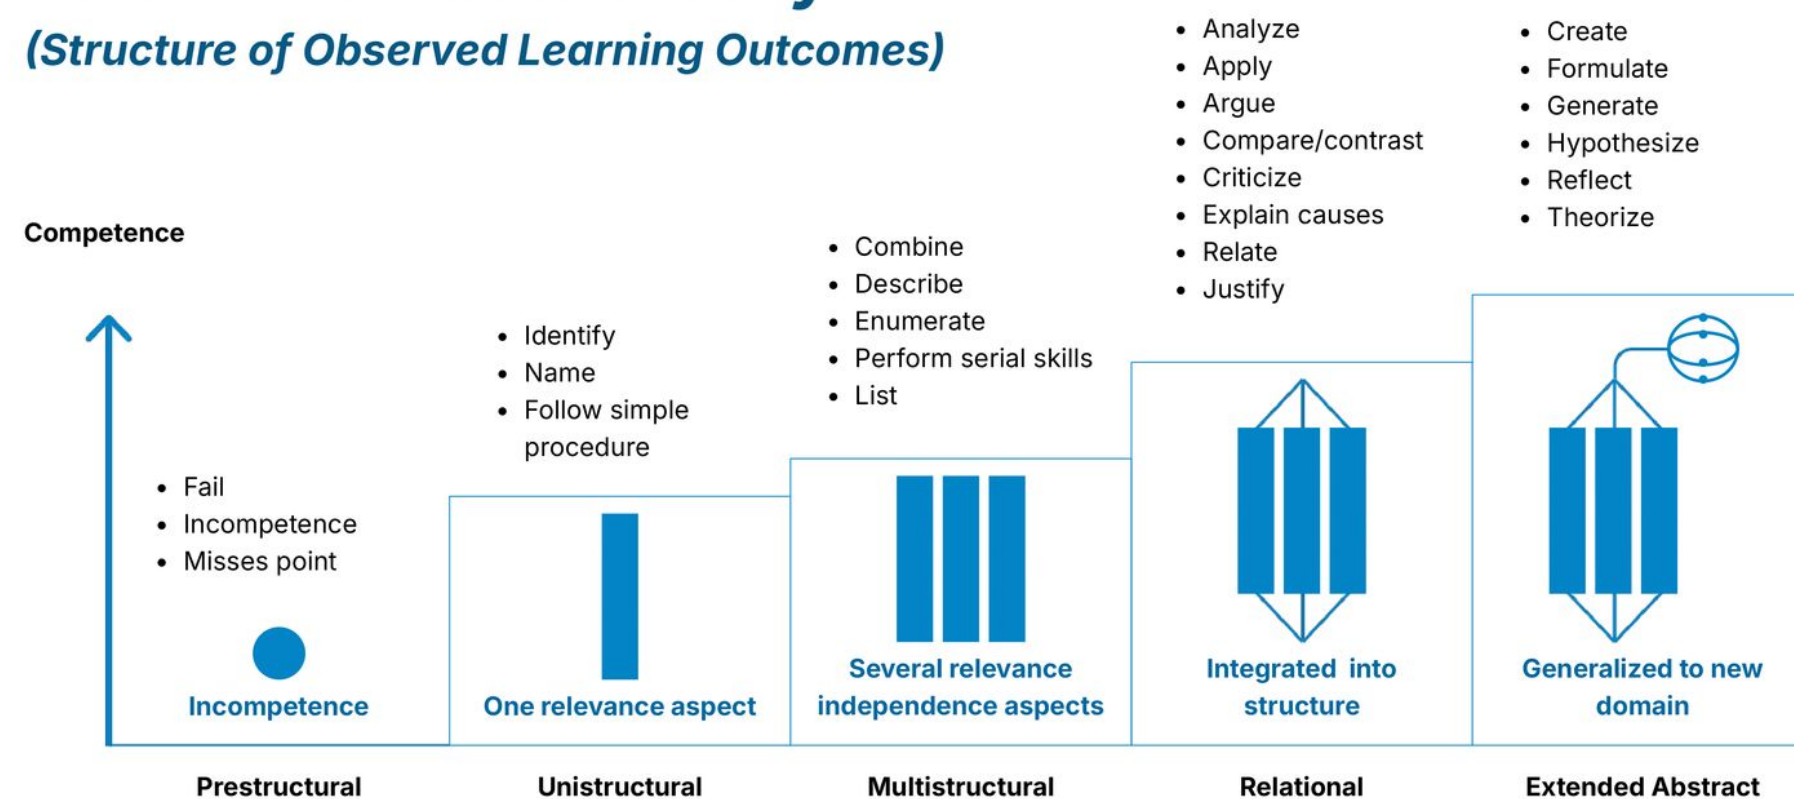 (Structure of Observed Learning Outcomes)
Competence
• Fail
• Incompetence
• Misses point
Incompetence
Prestructural
• Identify
• Name
• Follow simple
procedure
One relevance aspect
Unistructural
• Combine
• Describe
• Enumerate
• Perform serial skills
• List
Several relevance
independence aspects
Multistructural
• Analyze
• Apply
• Argue
• Compare/contrast
• Criticize
• Explain causes
• Relate
• Justify
Integrated into
structure
Relational
• Create
• Formulate
• Generate
• Hypothesize
• Reflect
• Theorize
Generalized to new
domain
Extended Abstract